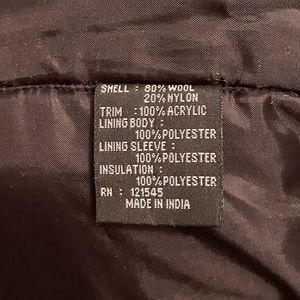 SHELL : 80% WOOL
20% NYLON
TRIM : 100% ACRYLIC
LINING BODY :
100% POLYESTER
LINING SLEEVE :
100% POLYESTER
INSULATION :
100% POLYESTER
RN : 121545
MADE IN INDIA